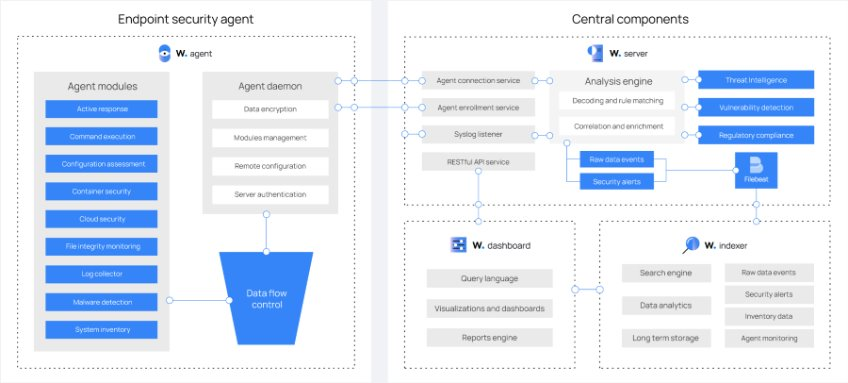 Endpoint security agent
W. agent
Agent modules
Active response
Command execution
Configuration assessment
Container security
Cloud security
File integrity monitoring
Log collector
Malware detection
System inventory
Agent daemon
Data encryption
Modules management
Remote configuration
Server authentication
Data flow
control
Central components
W. server
Agent connection service
Agent enrollment service
Syslog listener
RESTful API service
Analysis engine
Decoding and rule matching
Correlation and enrichment
Threat Intelligence
Vulnerability detection
Regulatory compliance
Raw data events
Security alerts
Filebeat
W. dashboard
Query language
Visualizations and dashboards
Reports engine
W. indexer
Search engine
Data analytics
Long term storage
Raw data events
Security alerts
Inventory data
Agent monitoring